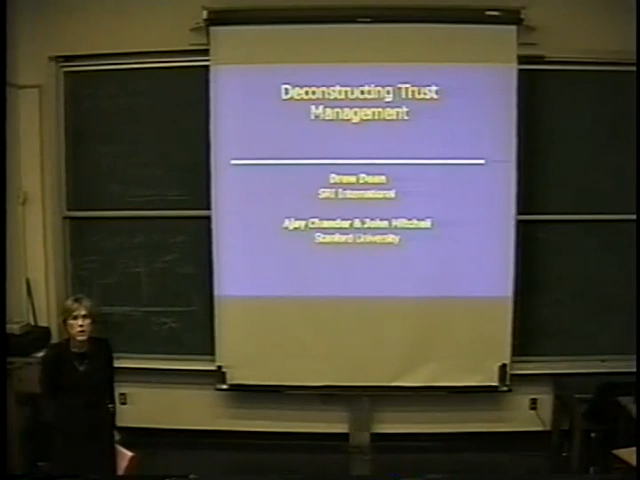 Deconstructing Trust
Management
Drew Dean
SRI International
Ajay Chander & John Mitchell
Stanford University